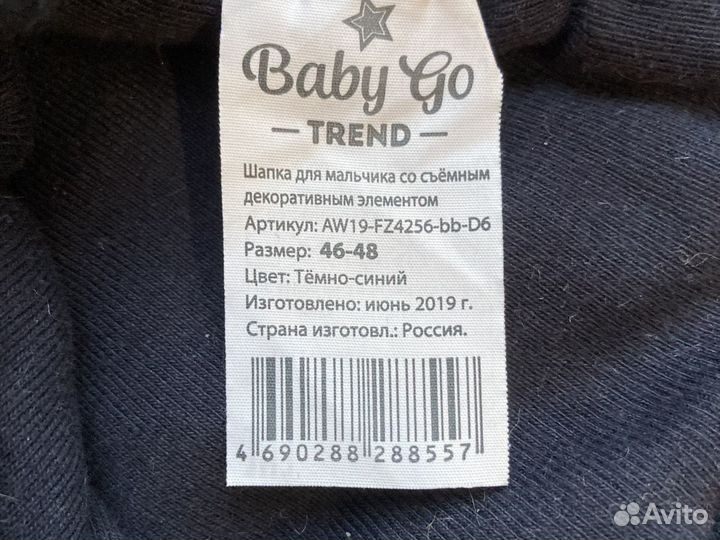 Baby Go
— TREND —
Шапка для мальчика со съёмным
декоративным элементом
Артикул: AW19-FZ4256-bb-D6
Размер: 46-48
Цвет: Тёмно-синий
Изготовлено: июнь 2019 г.
Страна изготовл.: Россия.
4 690288 288557
Avito